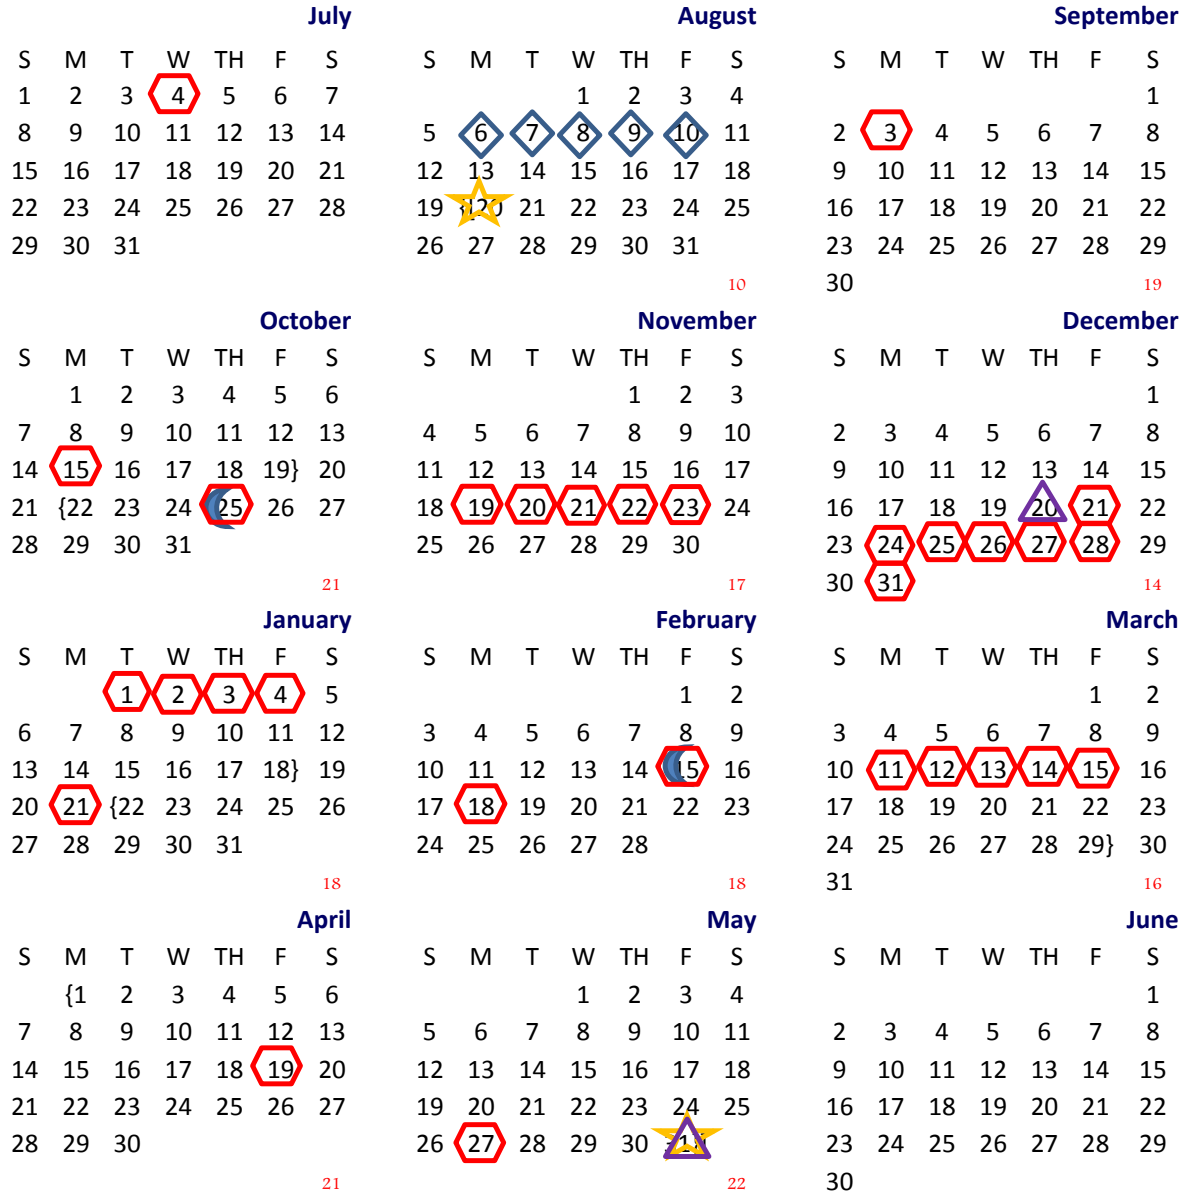 July August September
S M T W TH F S S M T W TH F S S M T W TH F S
1 2 3 4 5 6 7 1 2 3 4 1
8 9 10 11 12 13 14 5 6 7 8 9 10 11 2 3 4 5 6 7 8
15 16 17 18 19 20 21 12 13 14 15 16 17 18 9 10 11 12 13 14 15
22 23 24 25 26 27 28 19 20 21 22 23 24 25 16 17 18 19 20 21 22
29 30 31 26 27 28 29 30 31 23 24 25 26 27 28 29
10 30 19
October November December
S M T W TH F S S M T W TH F S S M T W TH F S
1 2 3 4 5 6 1 2 3 1
7 8 9 10 11 12 13 4 5 6 7 8 9 10 2 3 4 5 6 7 8
14 15 16 17 18 19} 20 11 12 13 14 15 16 17 9 10 11 12 13 14 15
21 {22 23 24 25 26 27 18 19 20 21 22 23 24 16 17 18 19 20 21 22
28 29 30 31 25 26 27 28 29 30 23 24 25 26 27 28 29
21 17 30 31 14
January February March
S M T W TH F S S M T W TH F S S M T W TH F S
1 2 3 4 5 1 2 1 2
6 7 8 9 10 11 12 3 4 5 6 7 8 9 3 4 5 6 7 8 9
13 14 15 16 17 18} 19 10 11 12 13 14 15 16 10 11 12 13 14 15 16
20 21 {22 23 24 25 26 17 18 19 20 21 22 23 17 18 19 20 21 22 23
27 28 29 30 31 24 25 26 27 28 24 25 26 27 28 29} 30
18 18 31 16
April May June
S M T W TH F S S M T W TH F S S M T W TH F S
{1 2 3 4 5 6 1 2 3 4 1
7 8 9 10 11 12 13 5 6 7 8 9 10 11 2 3 4 5 6 7 8
14 15 16 17 18 19 20 12 13 14 15 16 17 18 9 10 11 12 13 14 15
21 22 23 24 25 26 27 19 20 21 22 23 24 25 16 17 18 19 20 21 22
28 29 30 26 27 28 29 30 23 24 25 26 27 28 29
21 22 30